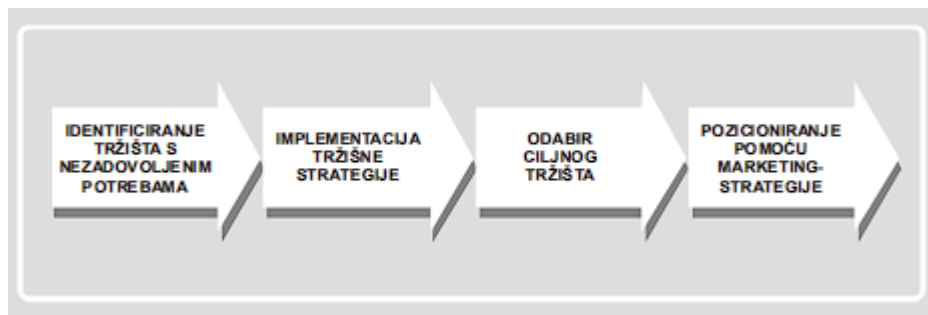 IDENTIFICIRANJE
TRŽIŠTA S
NEZADOVOLJENIM
POTREBAMA
IMPLEMENTACIJA
TRŽIŠNE
STRATEGIJE
ODABIR
CILJNOG
TRŽIŠTA
POZICIONIRANJE
POMOĆU
MARKETING-
STRATEGIJE